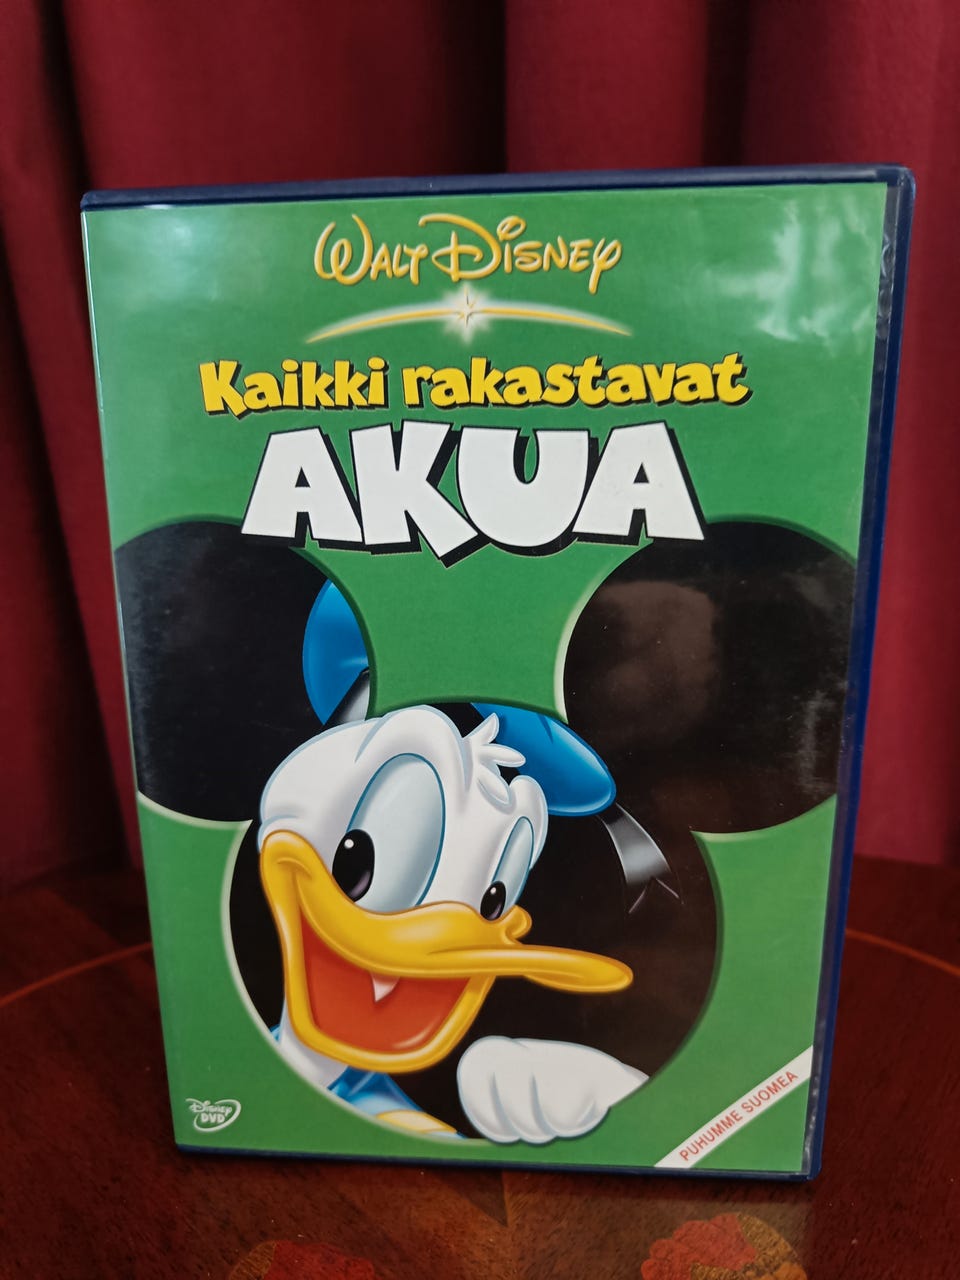 WALT DISNEY
Kaikki rakastavat
AKUA
DISNEY
DVD
PUHUMME SUOMEA